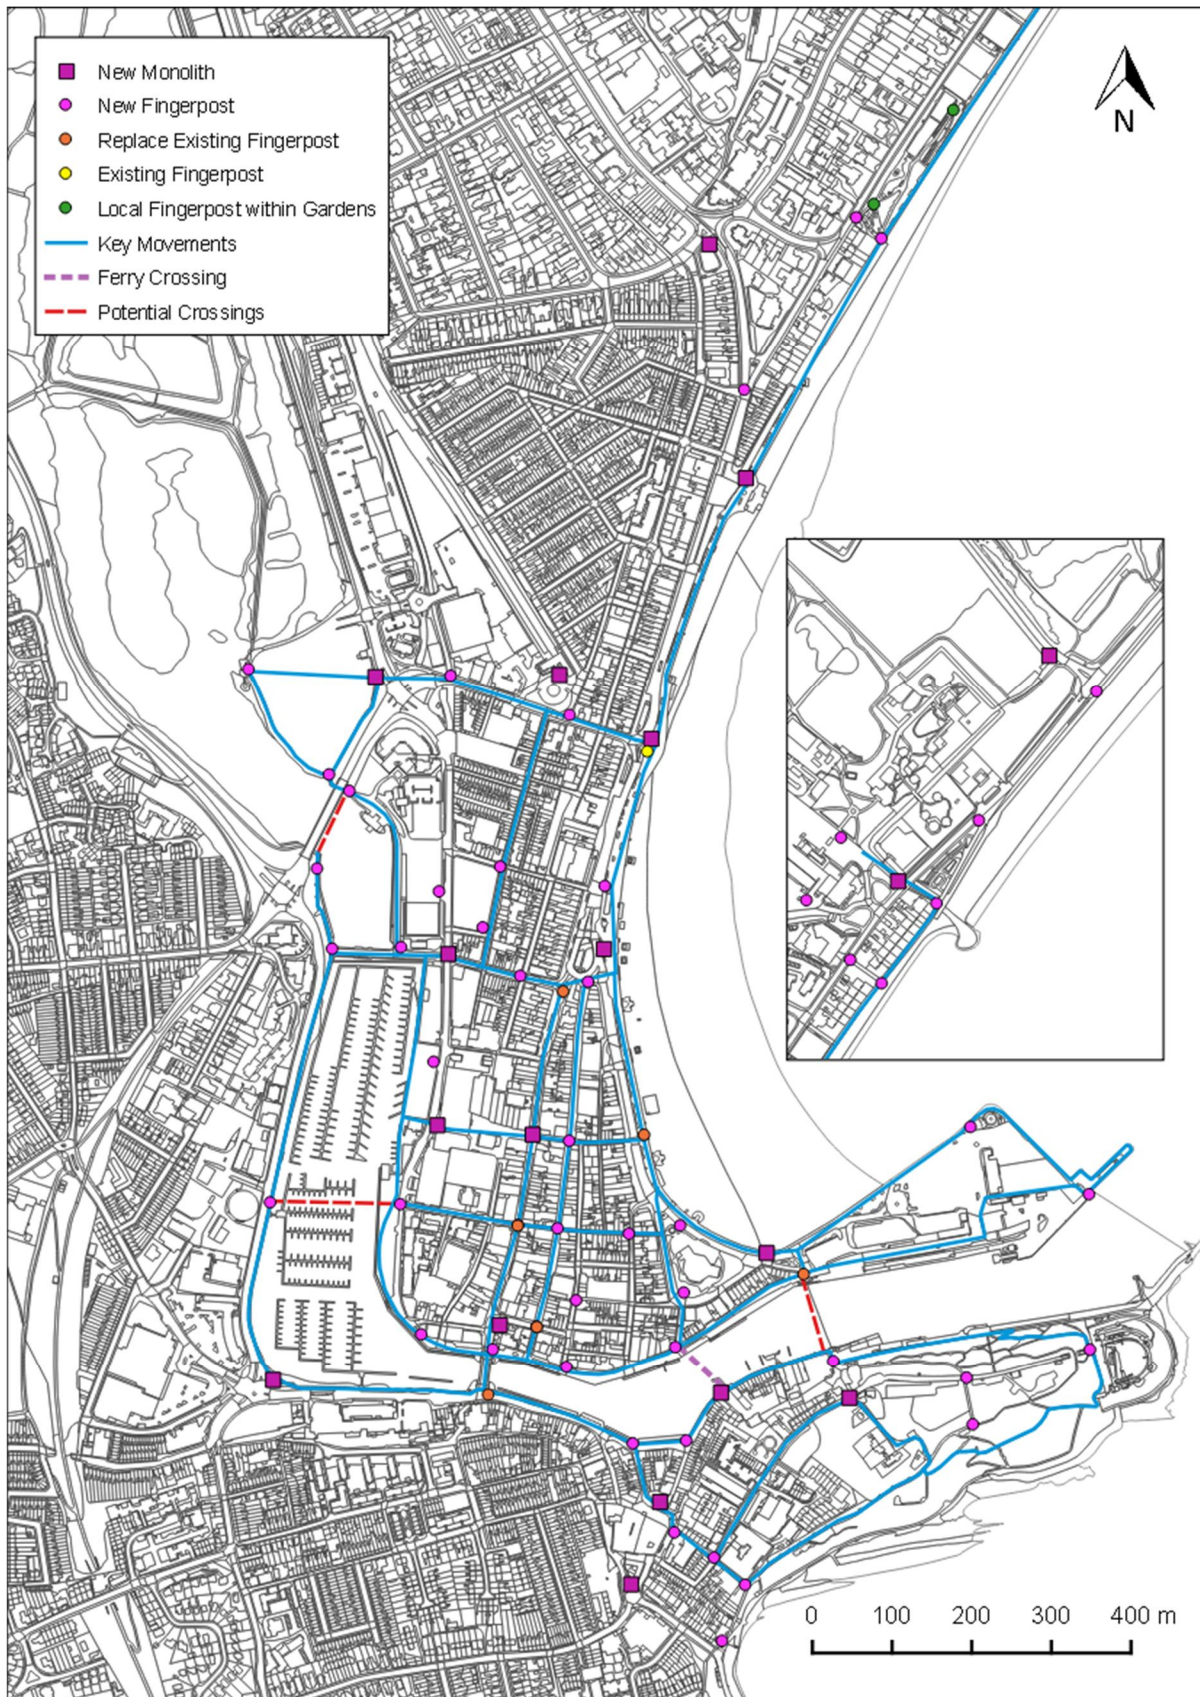 New Monolith
New Fingerpost
Replace Existing Fingerpost
Existing Fingerpost
Local Fingerpost within Gardens
Key Movements
Ferry Crossing
Potential Crossings
N
0 100 200 300 400 m